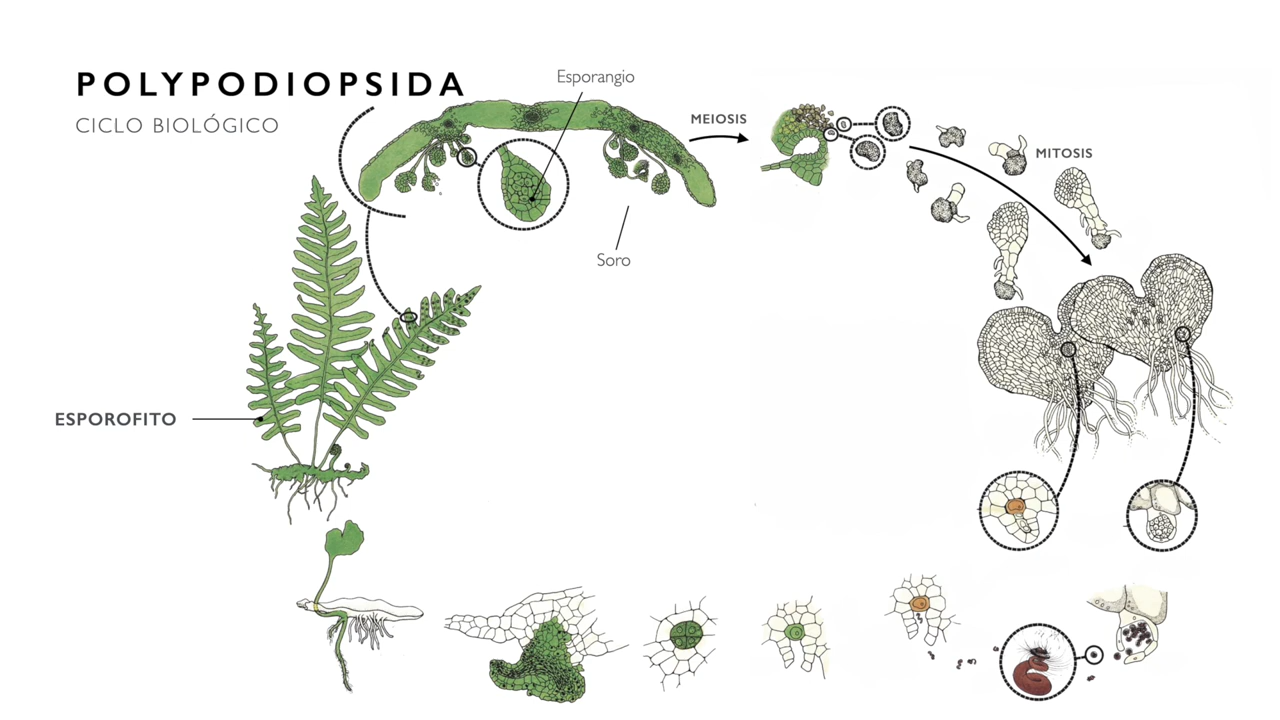 POLYPODIOPSIDA
CICLO BIOLÓGICO
Esporangio
MEIOSIS
MITOSIS
Soro
ESPOROFITO